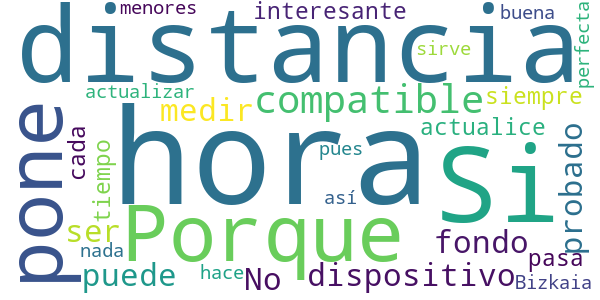 menores
interesante
buena
distancia
sirve
perfecta
actualizar
medir
compatible
siempre
pone
hora
Si
actualice
cada
tiempo
pues
probado
así
Porque
ser
fondo
nada
pasa
puede
hace
No
dispositivo
Bizkaia